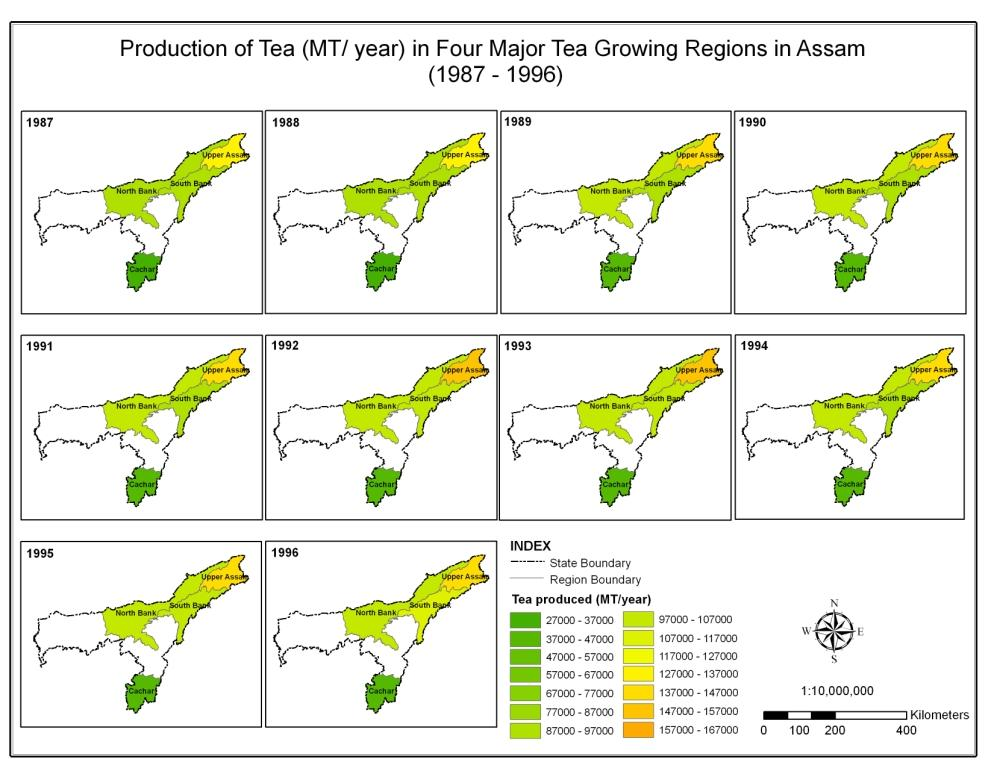 Production of Tea (MT/ year) in Four Major Tea Growing Regions in Assam
(1987 - 1996)
1987
Upper Assam
North Bank
South Bank
Cachar
1988
Upper Assam
North Bank
South Bank
Cachar
1989
Upper Assam
North Bank
South Bank
Cachar
1990
Upper Assam
North Bank
South Bank
Cachar
1991
Upper Assam
North Bank
South Bank
Cachar
1992
Upper Assam
North Bank
South Bank
Cachar
1993
Upper Assam
North Bank
South Bank
Cachar
1994
Upper Assam
North Bank
South Bank
Cachar
1995
Upper Assam
North Bank
South Bank
Cachar
1996
Upper Assam
North Bank
South Bank
Cachar
INDEX
State Boundary
Region Boundary
Tea produced (MT/year)
27000 - 37000
37000 - 47000
47000 - 57000
57000 - 67000
67000 - 77000
77000 - 87000
87000 - 97000
97000 - 107000
107000 - 117000
117000 - 127000
127000 - 137000
137000 - 147000
147000 - 157000
157000 - 167000
N
W E
S
1:10,000,000
Kilometers
0 100 200 400